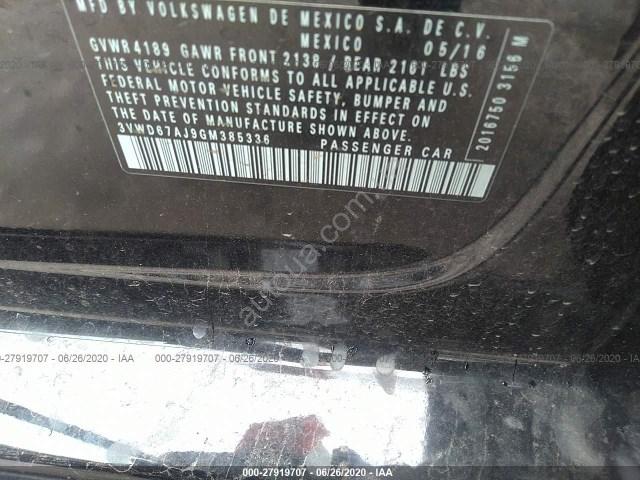 MFD BY VOLKSWAGEN DE MEXICO S.A. DE C.V.
MEXICO 05/16
GVWR 4189 GAWR FRONT 2138 REAR 2161 LBS
THIS VEHICLE CONFORMS TO ALL APPLICABLE U.S.
FEDERAL MOTOR VEHICLE SAFETY, BUMPER AND
THEFT PREVENTION STANDARDS IN EFFECT ON
THE DATE OF MANUFACTURE SHOWN ABOVE.
3VWD67AJ9GM385336 PASSENGER CAR
2016750 3156 M
autoua.com
000-27919707 - 06/26/2020 - IAA
000-27919707 - 06/26/2020 - IAA
000-27919707 - 06/26/2020 - IAA
000-27919707 - 06/26/2020 - IAA